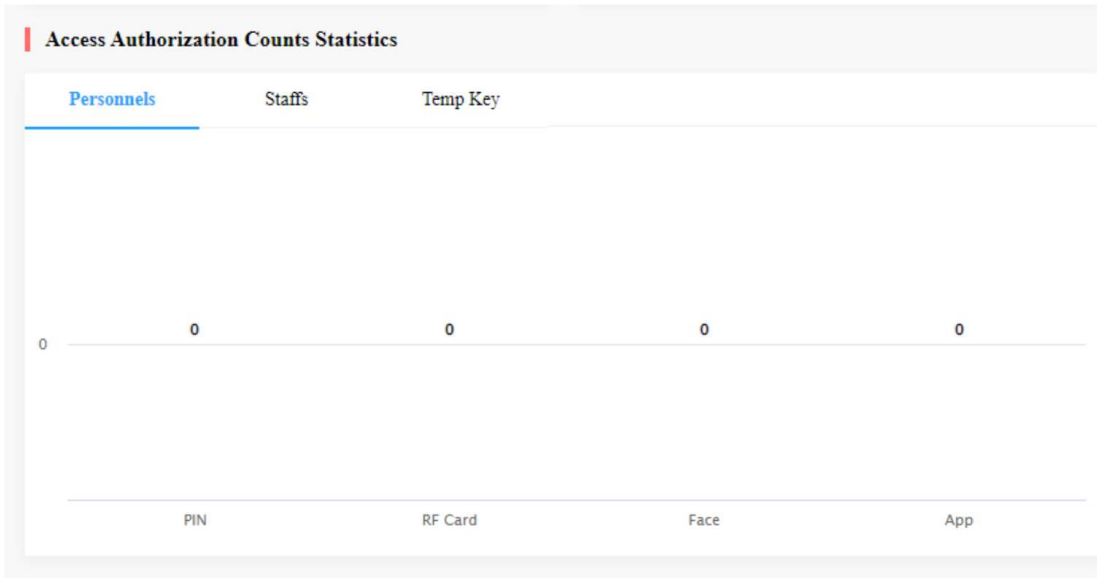 Access Authorization Counts Statistics
Personnels Staffs Temp Key
0 0 0 0
0
PIN RF Card Face App